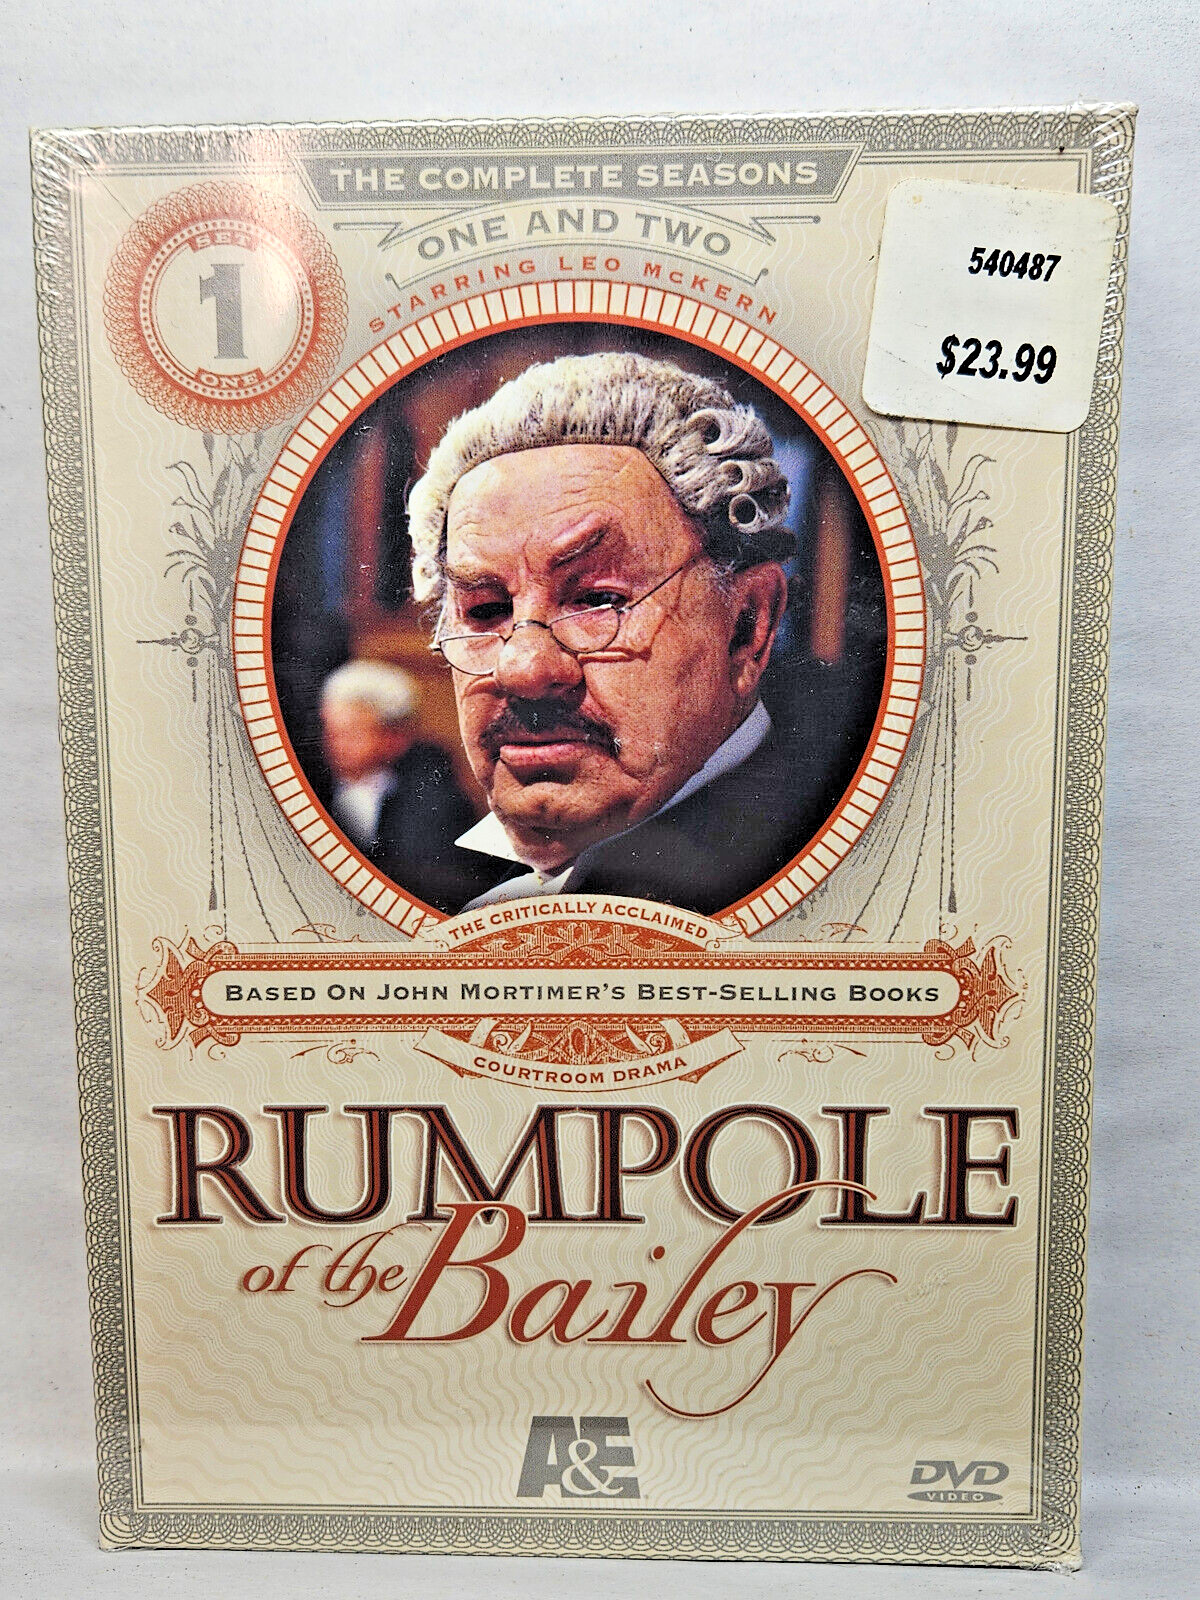 THE COMPLETE SEASONS
ONE AND TWO
STARRING LEO MCKERN
SET
1
ONE
540487
$23.99
THE CRITICALLY ACCLAIMED
BASED ON JOHN MORTIMER'S BEST-SELLING BOOKS
COURTROOM DRAMA
RUMPOLE
of the Bailey
A&E
DVD
VIDEO